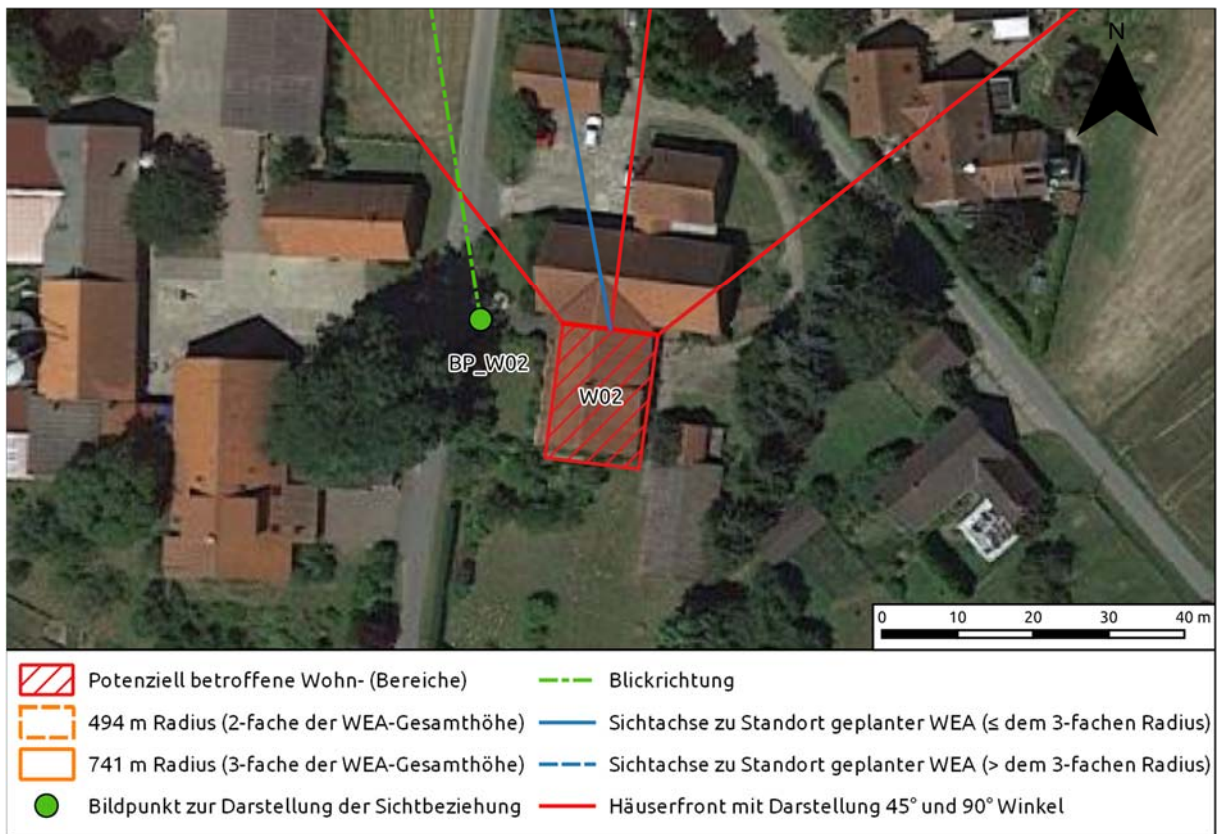 N
BP_W02
W02
0 10 20 30 40 m
Potenziell betroffene Wohn- (Bereiche)
494 m Radius (2-fache der WEA-Gesamthöhe)
741 m Radius (3-fache der WEA-Gesamthöhe)
Bildpunkt zur Darstellung der Sichtbeziehung
Blickrichtung
Sichtachse zu Standort geplanter WEA (≤ dem 3-fachen Radius)
Sichtachse zu Standort geplanter WEA (> dem 3-fachen Radius)
Häuserfront mit Darstellung 45° und 90° Winkel